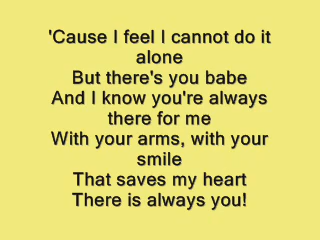 'Cause I feel I cannot do it
alone
But there's you babe
And I know you're always
there for me
With your arms, with your
smile
That saves my heart
There is always you!